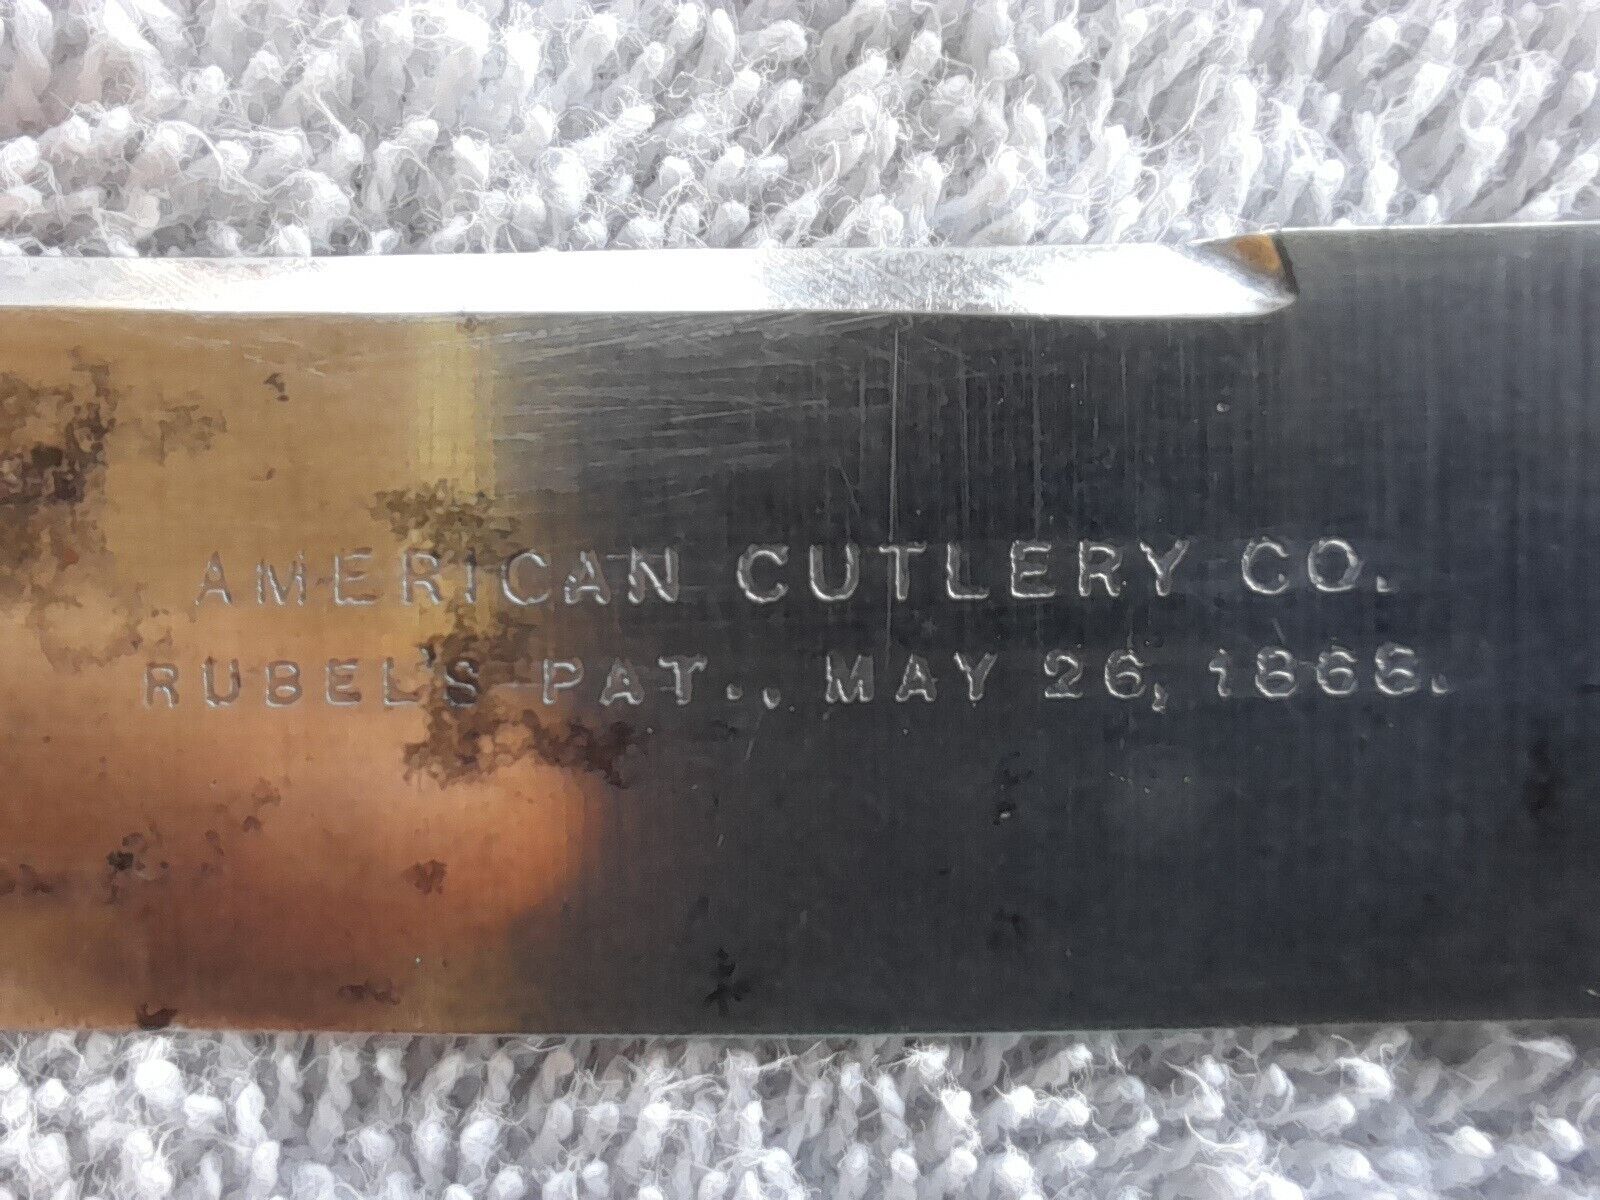 AMERICAN CUTLERY CO.
RUBEL'S PAT., MAY 26, 1868.